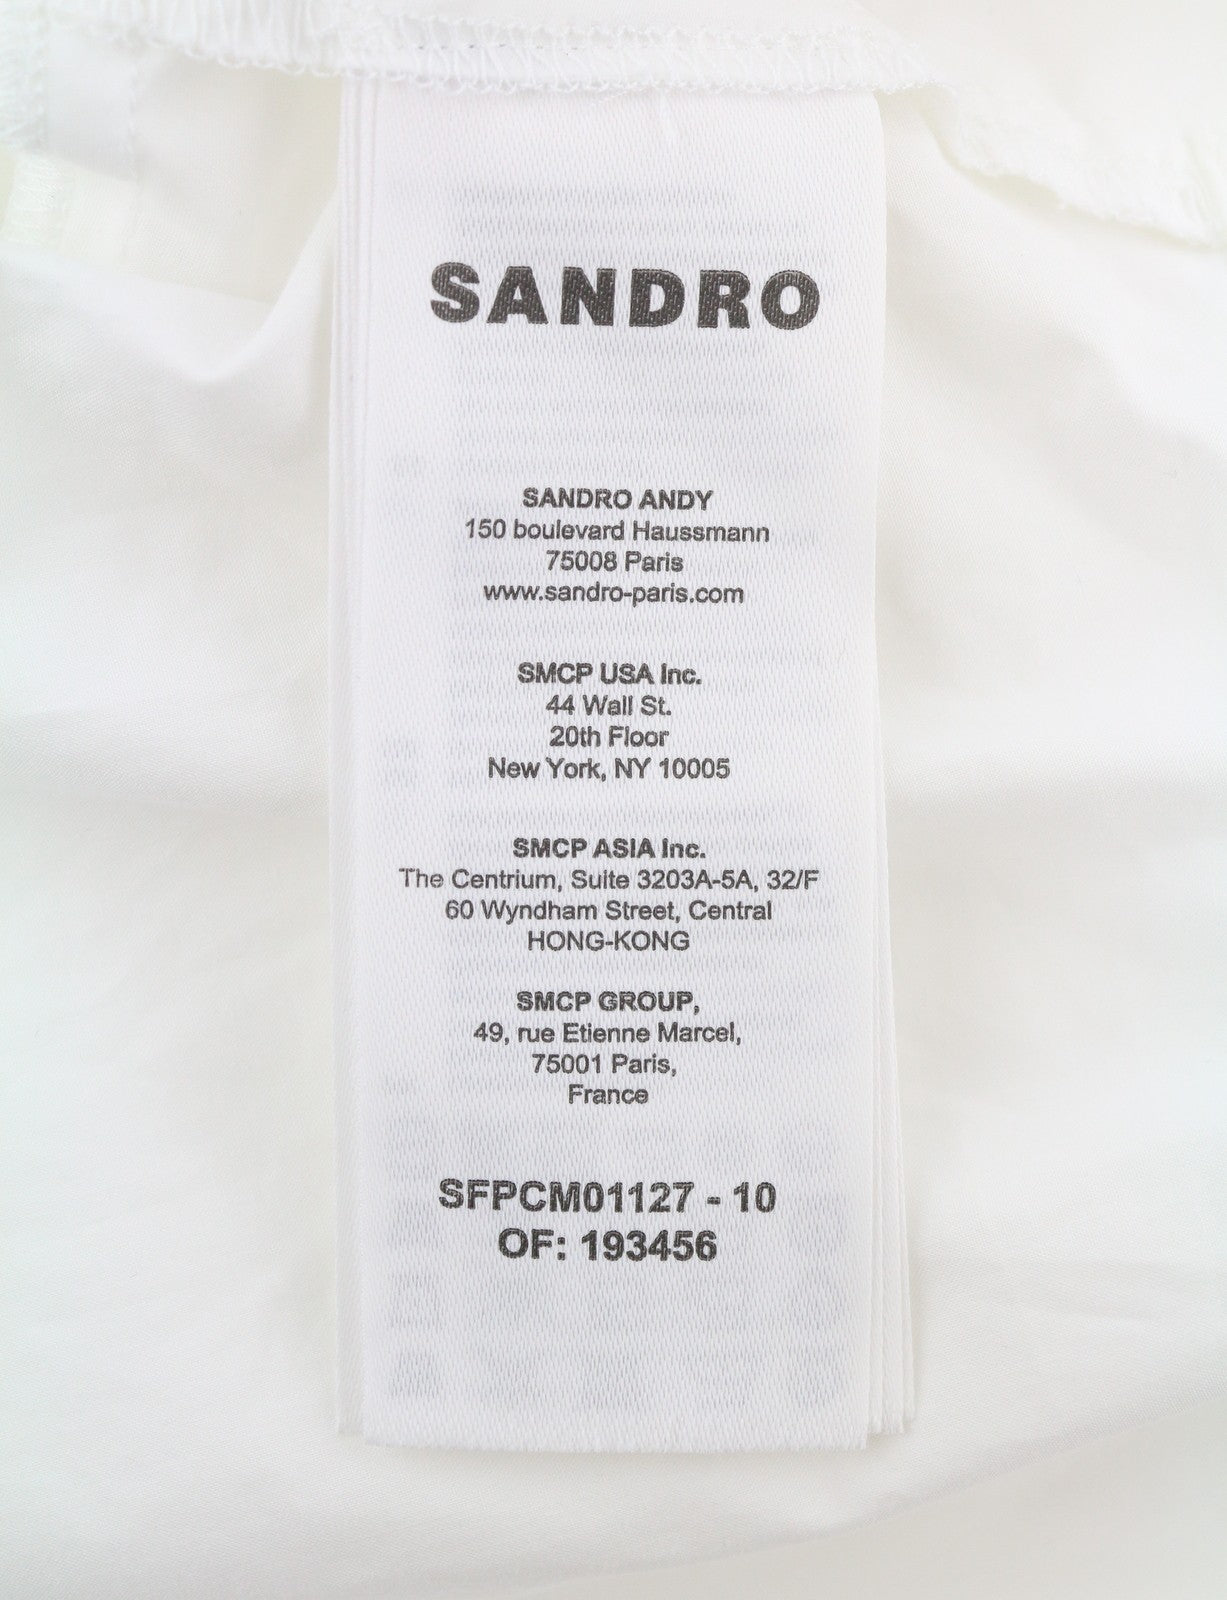 SANDRO
SANDRO ANDY
150 boulevard Haussmann
75008 Paris
www.sandro-paris.com
SMCP USA Inc.
44 Wall St.
20th Floor
New York, NY 10005
SMCP ASIA Inc.
The Centrium, Suite 3203A-5A, 32/F
60 Wyndham Street, Central
HONG-KONG
SMCP GROUP,
49, rue Etienne Marcel,
75001 Paris,
France
SFPCM01127 - 10
OF: 193456